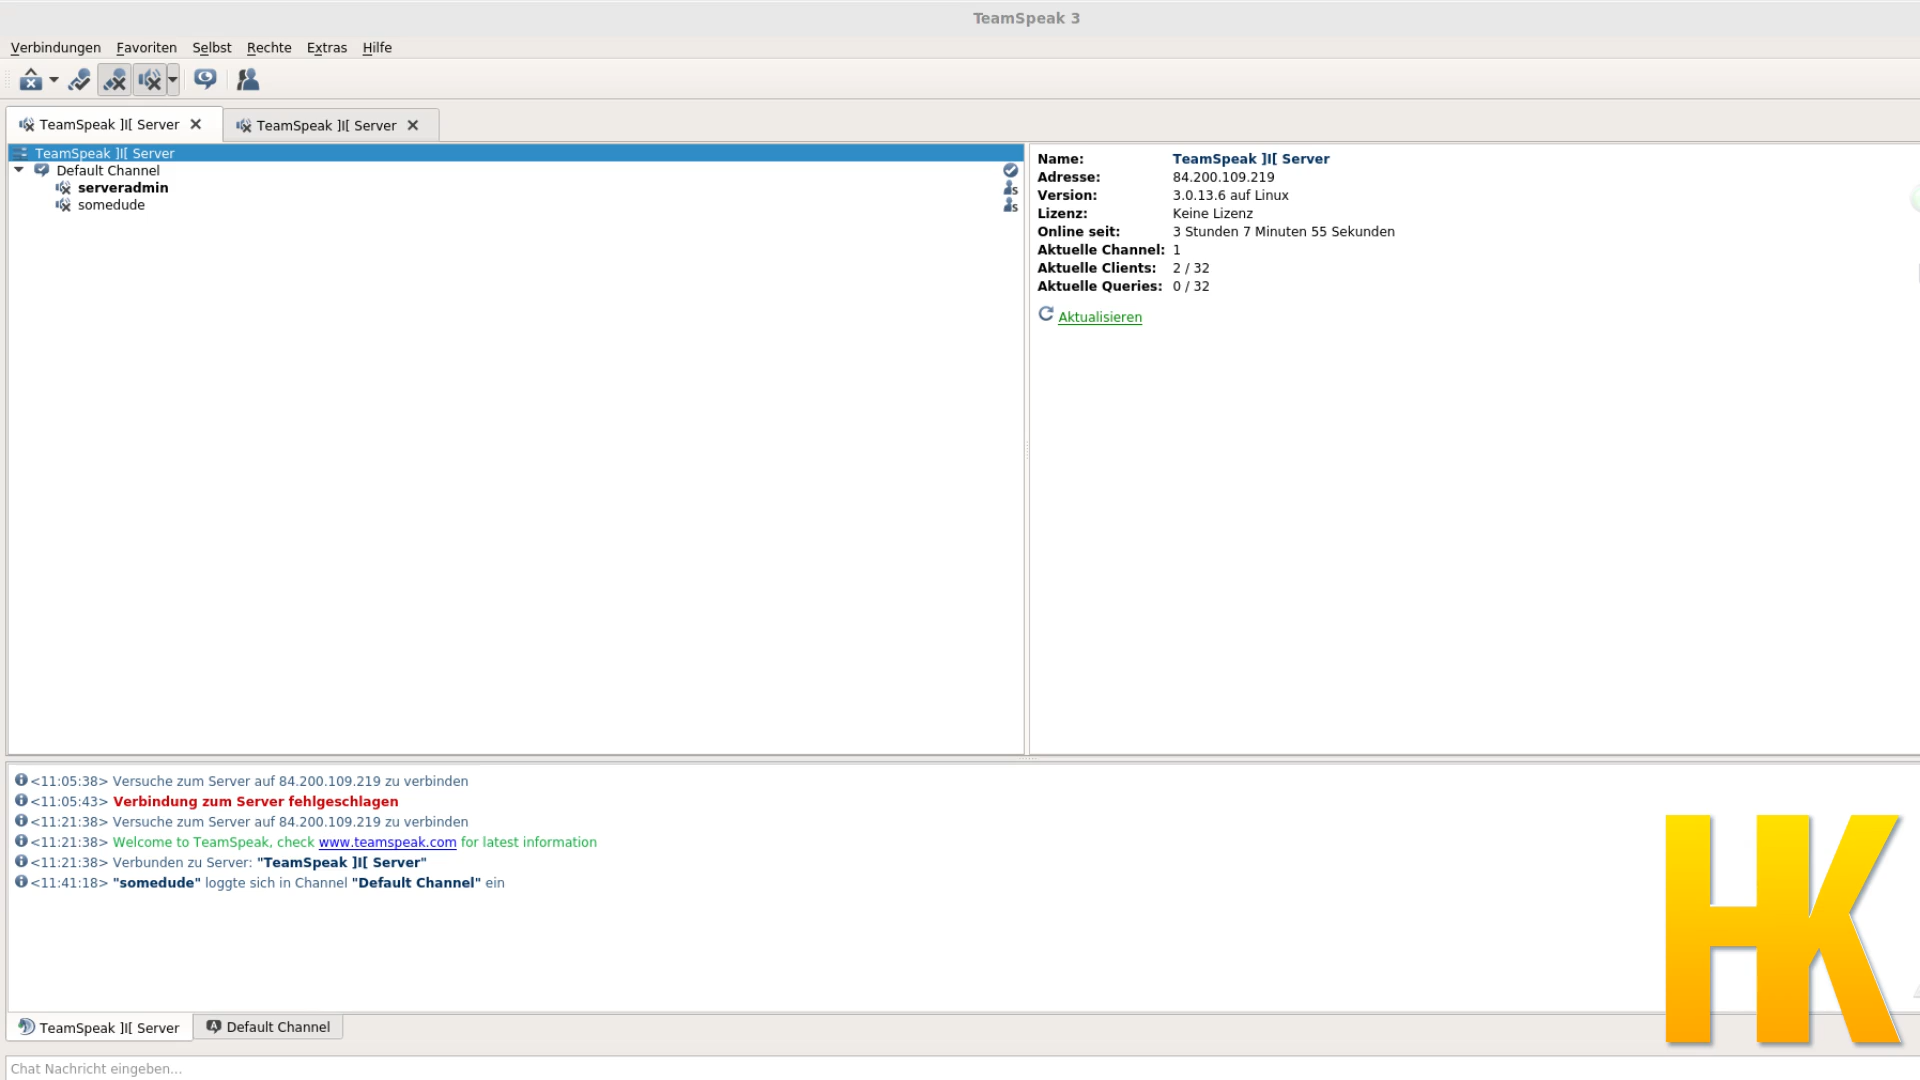 TeamSpeak 3
Verbindungen Favoriten Selbst Rechte Extras Hilfe
TeamSpeak ]I[ Server TeamSpeak ]I[ Server
TeamSpeak ]I[ Server
Default Channel
serveradmin
somedude
Name: TeamSpeak ]I[ Server
Adresse: 84.200.109.219
Version: 3.0.13.6 auf Linux
Lizenz: Keine Lizenz
Online seit: 3 Stunden 7 Minuten 55 Sekunden
Aktuelle Channel: 1
Aktuelle Clients: 2 / 32
Aktuelle Queries: 0 / 32
Aktualisieren
<11:05:38> Versuche zum Server auf 84.200.109.219 zu verbinden
<11:05:43> Verbindung zum Server fehlgeschlagen
<11:21:38> Versuche zum Server auf 84.200.109.219 zu verbinden
<11:21:38> Welcome to TeamSpeak, check www.teamspeak.com for latest information
<11:21:38> Verbunden zu Server: "TeamSpeak ]I[ Server"
<11:41:18> "somedude" loggte sich in Channel "Default Channel" ein
HK
TeamSpeak ]I[ Server Default Channel
Chat Nachricht eingeben...